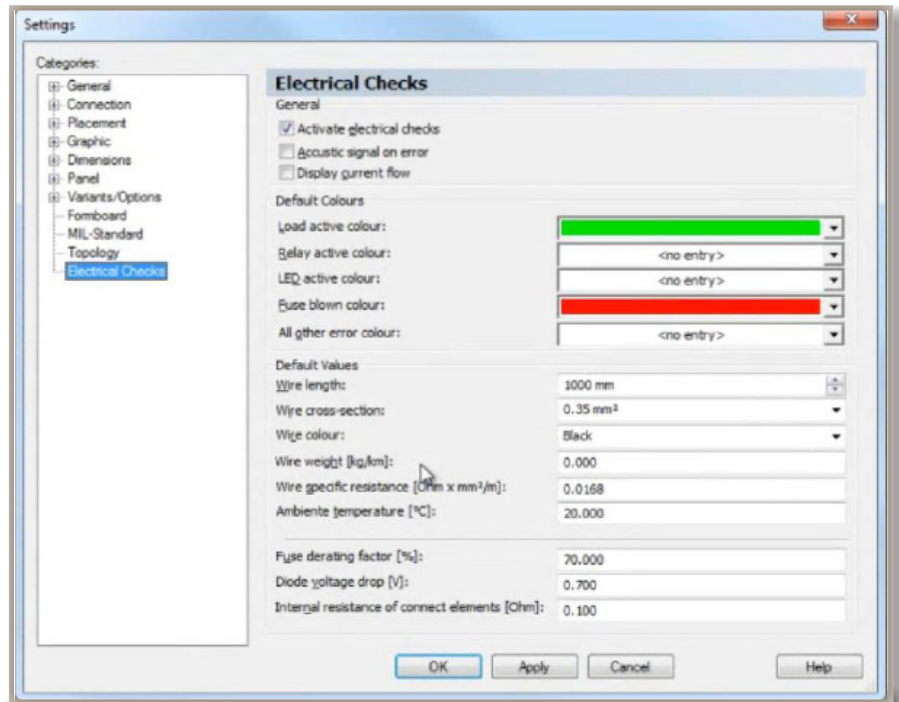 Settings
Categories:
General
Connection
Placement
Graphic
Dimensions
Panel
Variants/Options
Formboard
MIL-Standard
Topology
Electrical Checks
Electrical Checks
General
Activate electrical checks
Accustic signal on error
Display current flow
Default Colours
Load active colour:
Relay active colour: <no entry>
LED active colour: <no entry>
Fuse blown colour:
All other error colour: <no entry>
Default Values
Wire length: 1000 mm
Wire cross-section: 0.35 mm²
Wire colour: Black
Wire weight [kg/km]: 0.000
Wire specific resistance [Ohm x mm²/m]: 0.0168
Ambiente temperature [°C]: 20.000
Fuse derating factor [%]: 70.000
Diode voltage drop [V]: 0.700
Internal resistance of connect elements [Ohm]: 0.100
OK Apply Cancel Help